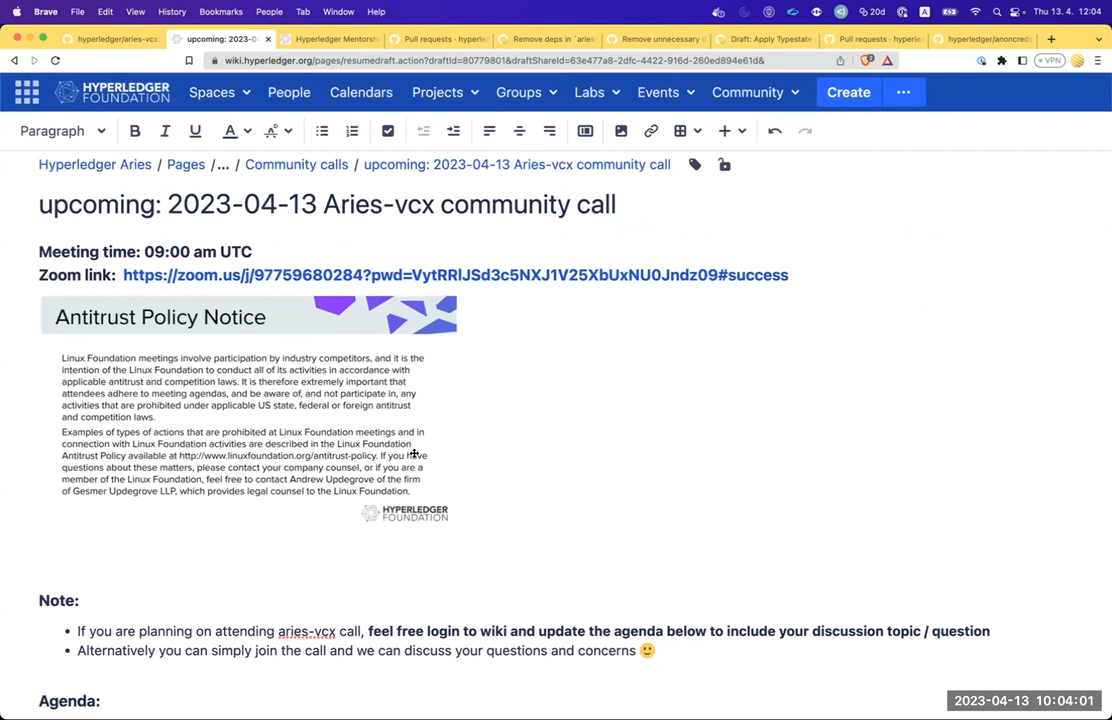 Brave File Edit View History Bookmarks People Tab Window Help 20d A Thu 13. 4. 12:04
hyperledger/aries-vcx: upcoming: 2023-0 Hyperledger Mentorsh Pull requests · hyperle Remove deps in `aries Remove unnecessary d Draft: Apply Typestate Pull requests · hyperle hyperledger/anoncred
wiki.hyperledger.org/pages/resumedraft.action?draftId=80779801&draftShareId=63e477a8-2dfc-4422-916d-260ed894e61d& 2 VPN
HYPERLEDGER FOUNDATION Spaces People Calendars Projects Groups Labs Events Community Create ...
Paragraph B I U A
Hyperledger Aries / Pages /... / Community calls / upcoming: 2023-04-13 Aries-vcx community call
upcoming: 2023-04-13 Aries-vcx community call
Meeting time: 09:00 am UTC
Zoom link: https://zoom.us/j/97759680284?pwd=VytRRlJSd3c5NXJ1V25XbUxNU0Jndz09#success
Antitrust Policy Notice
Linux Foundation meetings involve participation by industry competitors, and it is the
intention of the Linux Foundation to conduct all of its activities in accordance with
applicable antitrust and competition laws. It is therefore extremely important that
attendees adhere to meeting agendas, and be aware of, and not participate in, any
activities that are prohibited under applicable US state, federal or foreign antitrust
and competition laws.
Examples of types of actions that are prohibited at Linux Foundation meetings and in
connection with Linux Foundation activities are described in the Linux Foundation
Antitrust Policy available at http://www.linuxfoundation.org/antitrust-policy. If you have
questions about these matters, please contact your company counsel, or if you are a
member of the Linux Foundation, feel free to contact Andrew Updegrove of the firm
of Gesmer Updegrove LLP, which provides legal counsel to the Linux Foundation.
HYPERLEDGER
FOUNDATION
Note:
• If you are planning on attending aries-vcx call, feel free login to wiki and update the agenda below to include your discussion topic / question
• Alternatively you can simply join the call and we can discuss your questions and concerns 🙂
Agenda:
2023-04-13 10:04:01